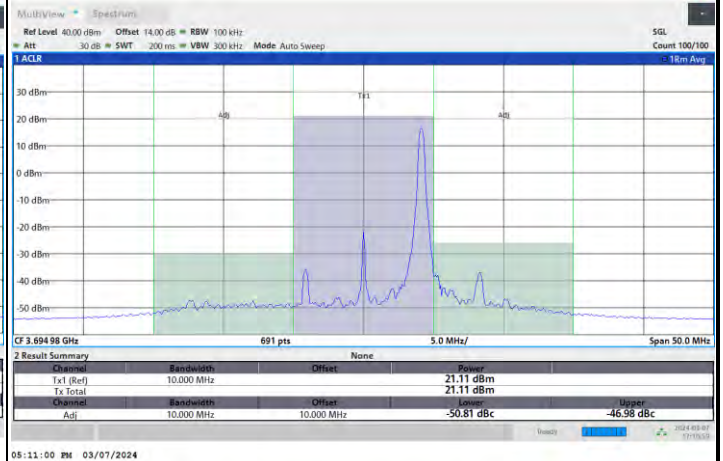 MultiView Spectrum
Ref Level 40.00 dBm Offset 14.00 dB RBW 100 kHz SGL
Att 30 dB SWT 200 ms VBW 300 kHz Mode Auto Sweep Count 100/100
1 ACLR 1Rm Avg
30 dBm
Tx1
20 dBm
Adj Adj
10 dBm
0 dBm
-10 dBm
-20 dBm
-30 dBm
-40 dBm
-50 dBm
CF 3.694 98 GHz 691 pts 5.0 MHz/ Span 50.0 MHz
2 Result Summary None
Channel Bandwidth Offset Power
Tx1 (Ref) 10.000 MHz 21.11 dBm
Tx Total 21.11 dBm
Channel Bandwidth Offset Lower Upper
Adj 10.000 MHz 10.000 MHz -50.81 dBc -46.98 dBc
Ready 2024-03-07
05:11:00 PM 03/07/2024